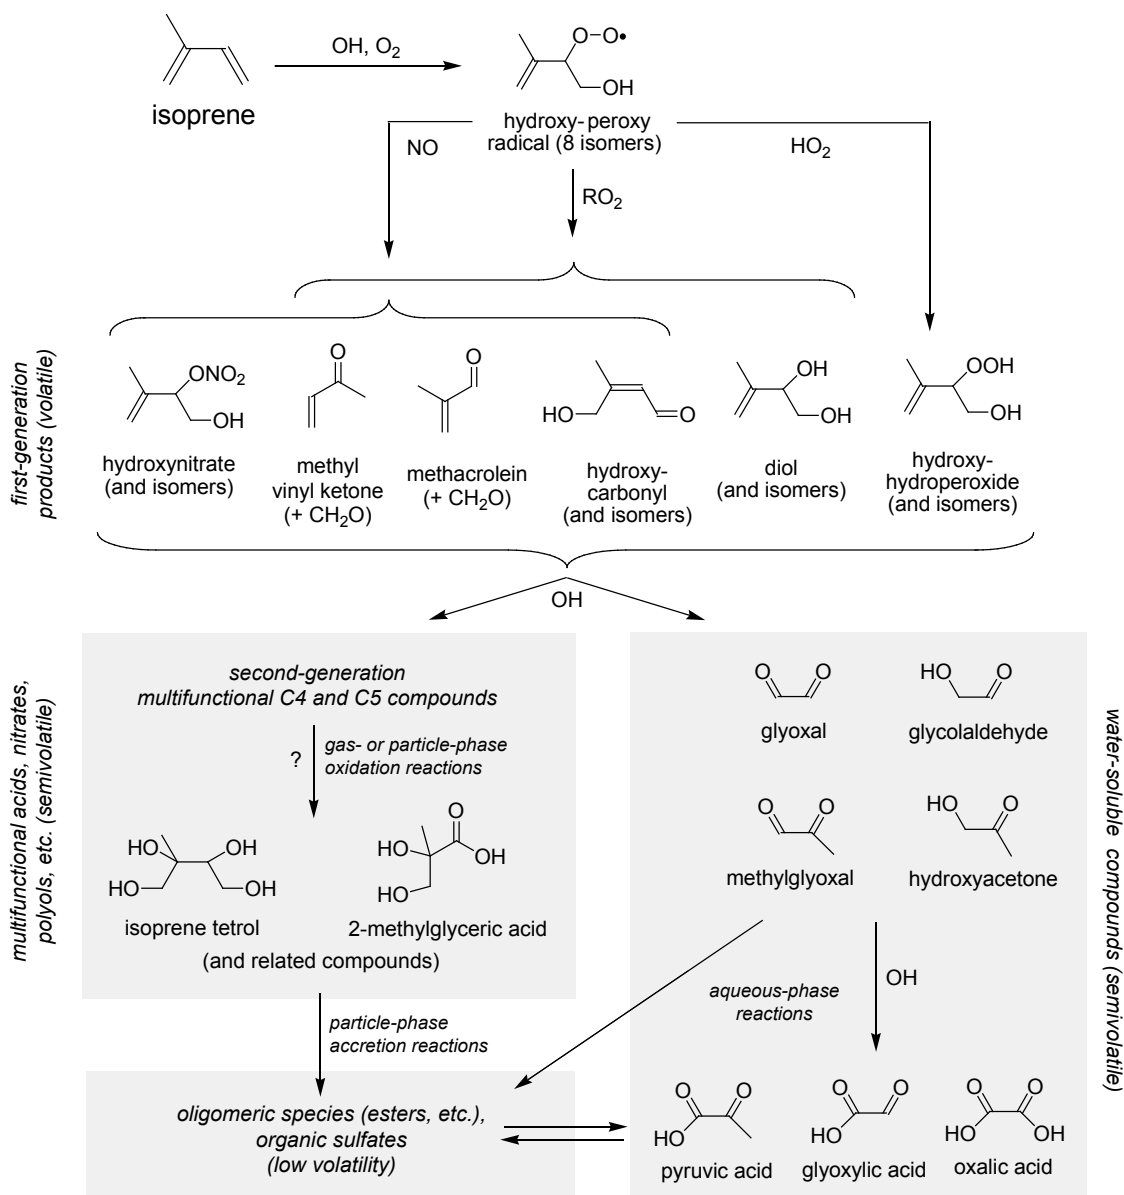 OH, O2
isoprene
O–O•
OH
hydroxy-peroxy
radical (8 isomers)
NO
RO2
HO2
first-generation
products (volatile)
ONO2
OH
hydroxynitrate
(and isomers)
O
methyl
vinyl ketone
(+ CH2O)
O
methacrolein
(+ CH2O)
HO
O
hydroxy-
carbonyl
(and isomers)
OH
OH
diol
(and isomers)
OOH
OH
hydroxy-
hydroperoxide
(and isomers)
OH
multifunctional acids, nitrates,
polyols, etc. (semivolatile)
second-generation
multifunctional C4 and C5 compounds
?
gas- or particle-phase
oxidation reactions
HO
OH
HO
OH
isoprene tetrol
O
HO
OH
HO
2-methylglyceric acid
(and related compounds)
particle-phase
accretion reactions
oligomeric species (esters, etc.),
organic sulfates
(low volatility)
O
O
glyoxal
HO
O
glycolaldehyde
O
O
methylglyoxal
HO
O
hydroxyacetone
aqueous-phase
reactions
OH
O
O
HO
pyruvic acid
O
O
HO
glyoxylic acid
O
O
HO
OH
oxalic acid
water-soluble compounds (semivolatile)